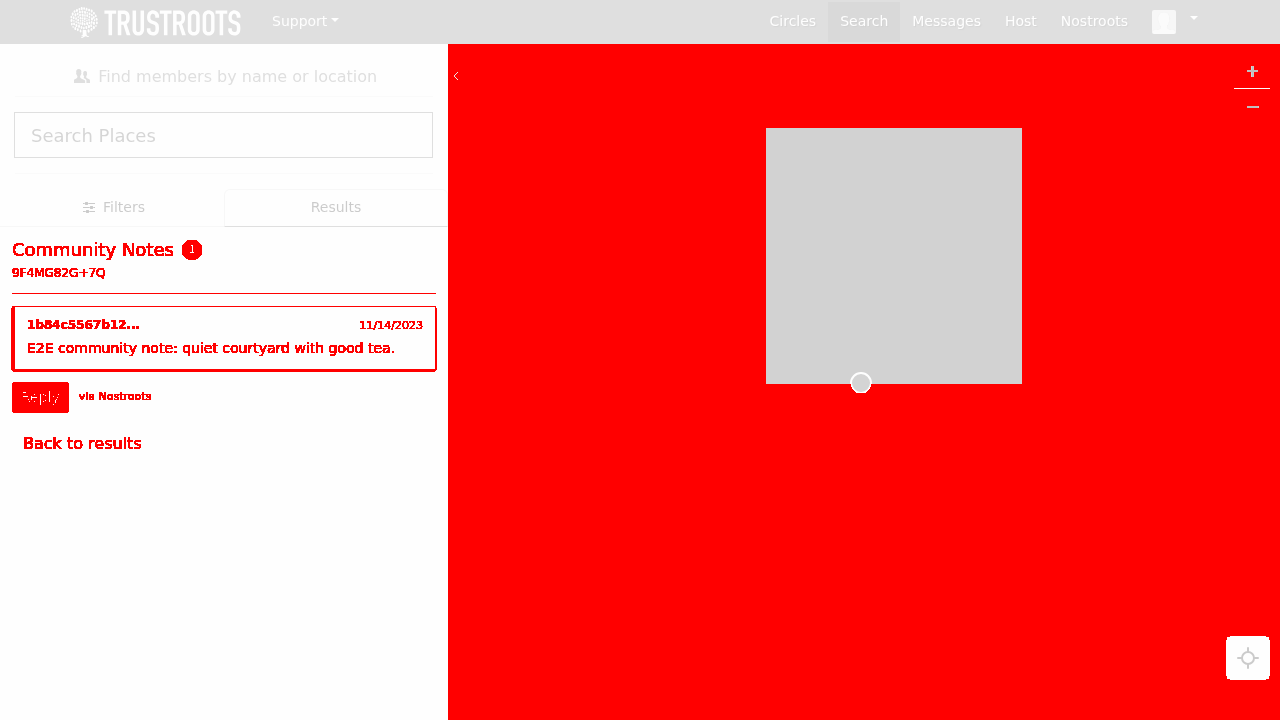 TRUSTROOTS
Support
Circles
Search
Messages
Host
Nostroots
Find members by name or location
Search Places
Filters
Results
Community Notes 1
9F4MG82G+7Q
1b84c5567b12... 11/14/2023
E2E community note: quiet courtyard with good tea.
Reply via Nostroots
Back to results